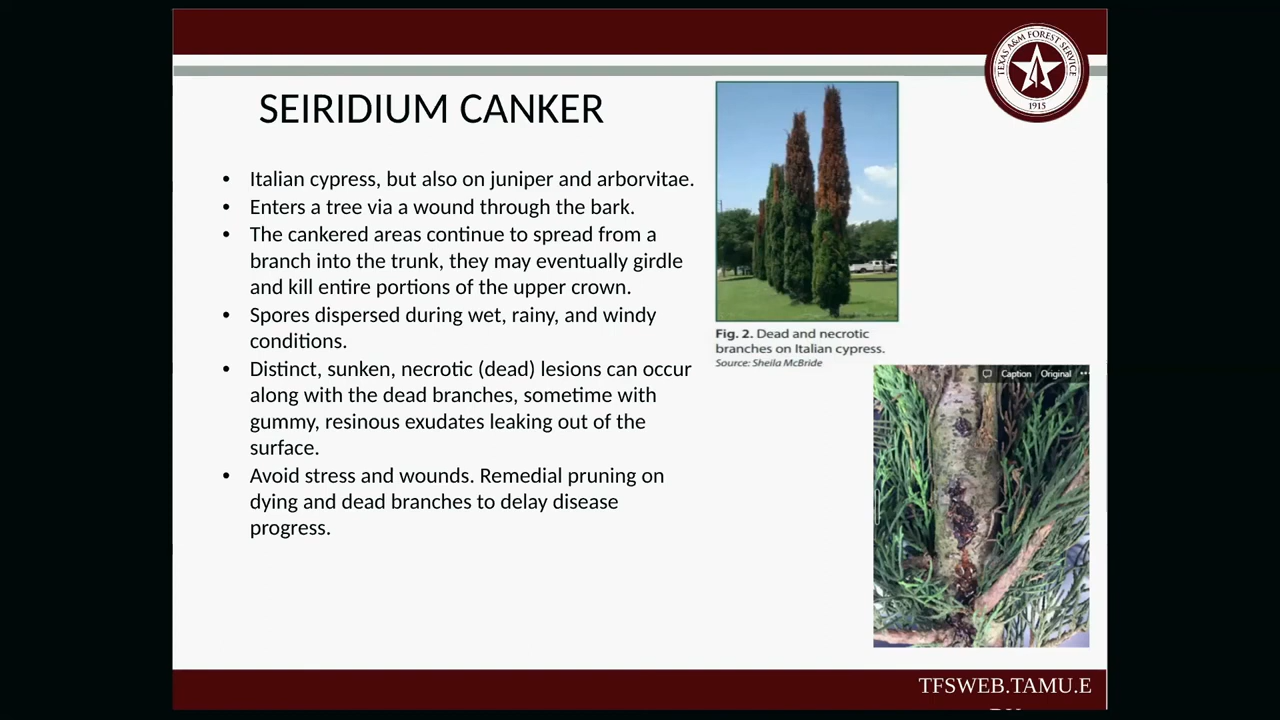 TEXAS A&M FOREST SERVICE
1915
SEIRIDIUM CANKER
• Italian cypress, but also on juniper and arborvitae.
• Enters a tree via a wound through the bark.
• The cankered areas continue to spread from a
branch into the trunk, they may eventually girdle
and kill entire portions of the upper crown.
• Spores dispersed during wet, rainy, and windy
conditions.
• Distinct, sunken, necrotic (dead) lesions can occur
along with the dead branches, sometime with
gummy, resinous exudates leaking out of the
surface.
• Avoid stress and wounds. Remedial pruning on
dying and dead branches to delay disease
progress.
Fig. 2. Dead and necrotic
branches on Italian cypress.
Source: Sheila McBride
Caption Original
TFSWEB.TAMU.E